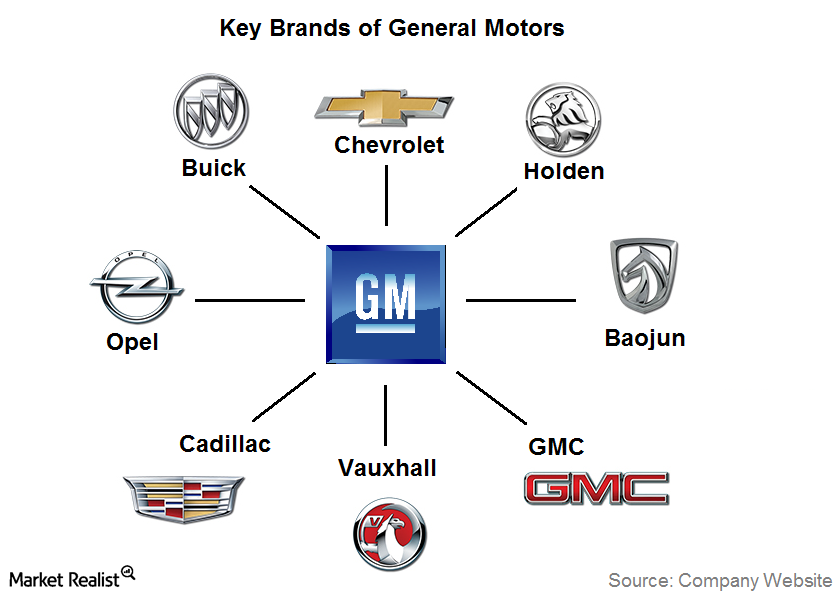 Key Brands of General Motors
Buick
Chevrolet
Holden
OPEL
Opel
GM
Baojun
Cadillac
Vauxhall
V
GMC
GMC
Market Realist
Source: Company Website